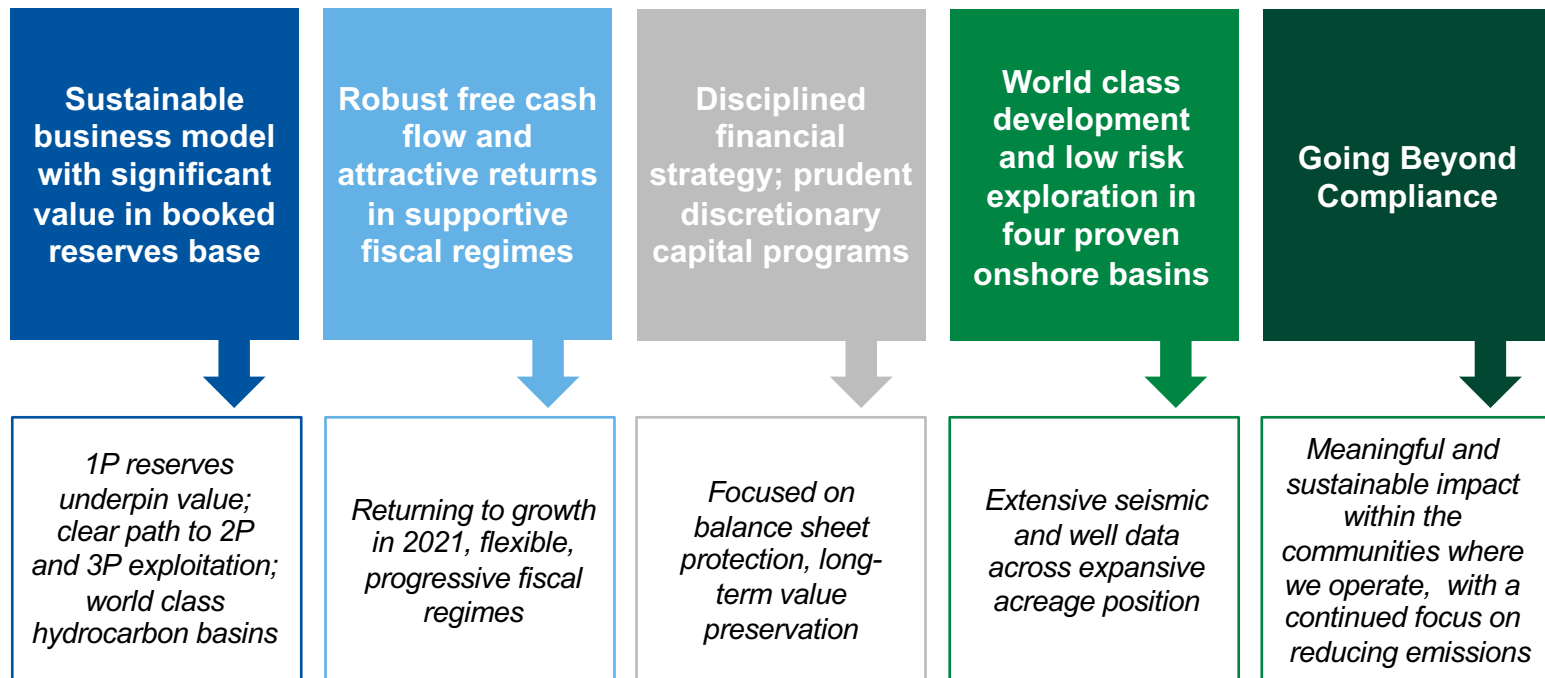 Sustainable
business model
with significant
value in booked
reserves base
Robust free cash
flow and
attractive returns
in supportive
fiscal regimes
Disciplined
financial
strategy; prudent
discretionary
capital programs
World class
development
and low risk
exploration in
four proven
onshore basins
Going Beyond
Compliance
1P reserves
underpin value;
clear path to 2P
and 3P exploitation;
world class
hydrocarbon basins
Returning to growth
in 2021, flexible,
progressive fiscal
regimes
Focused on
balance sheet
protection, long-
term value
preservation
Extensive seismic
and well data
across expansive
acreage position
Meaningful and
sustainable impact
within the
communities where
we operate, with a
continued focus on
reducing emissions